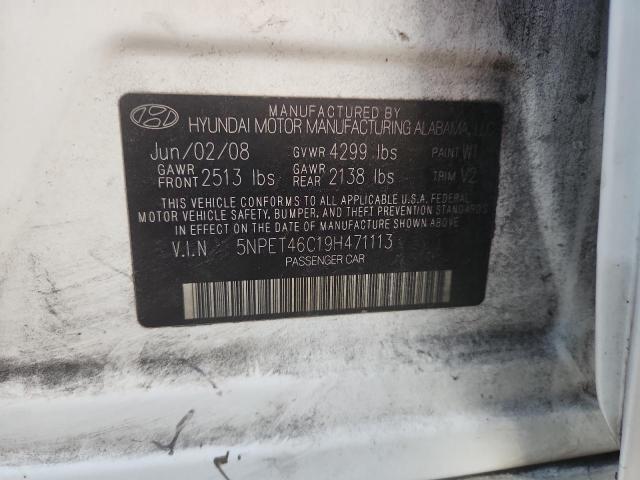 MANUFACTURED BY
HYUNDAI MOTOR MANUFACTURING ALABAMA, LLC
Jun/02/08 GVWR 4299 lbs PAINT W1
GAWR FRONT 2513 lbs GAWR REAR 2138 lbs TRIM V2
THIS VEHICLE CONFORMS TO ALL APPLICABLE U.S.A. FEDERAL
MOTOR VEHICLE SAFETY, BUMPER, AND THEFT PREVENTION STANDARDS
IN EFFECT ON THE DATE OF MANUFACTURE SHOWN ABOVE.
V.I.N 5NPET46C19H471113
PASSENGER CAR